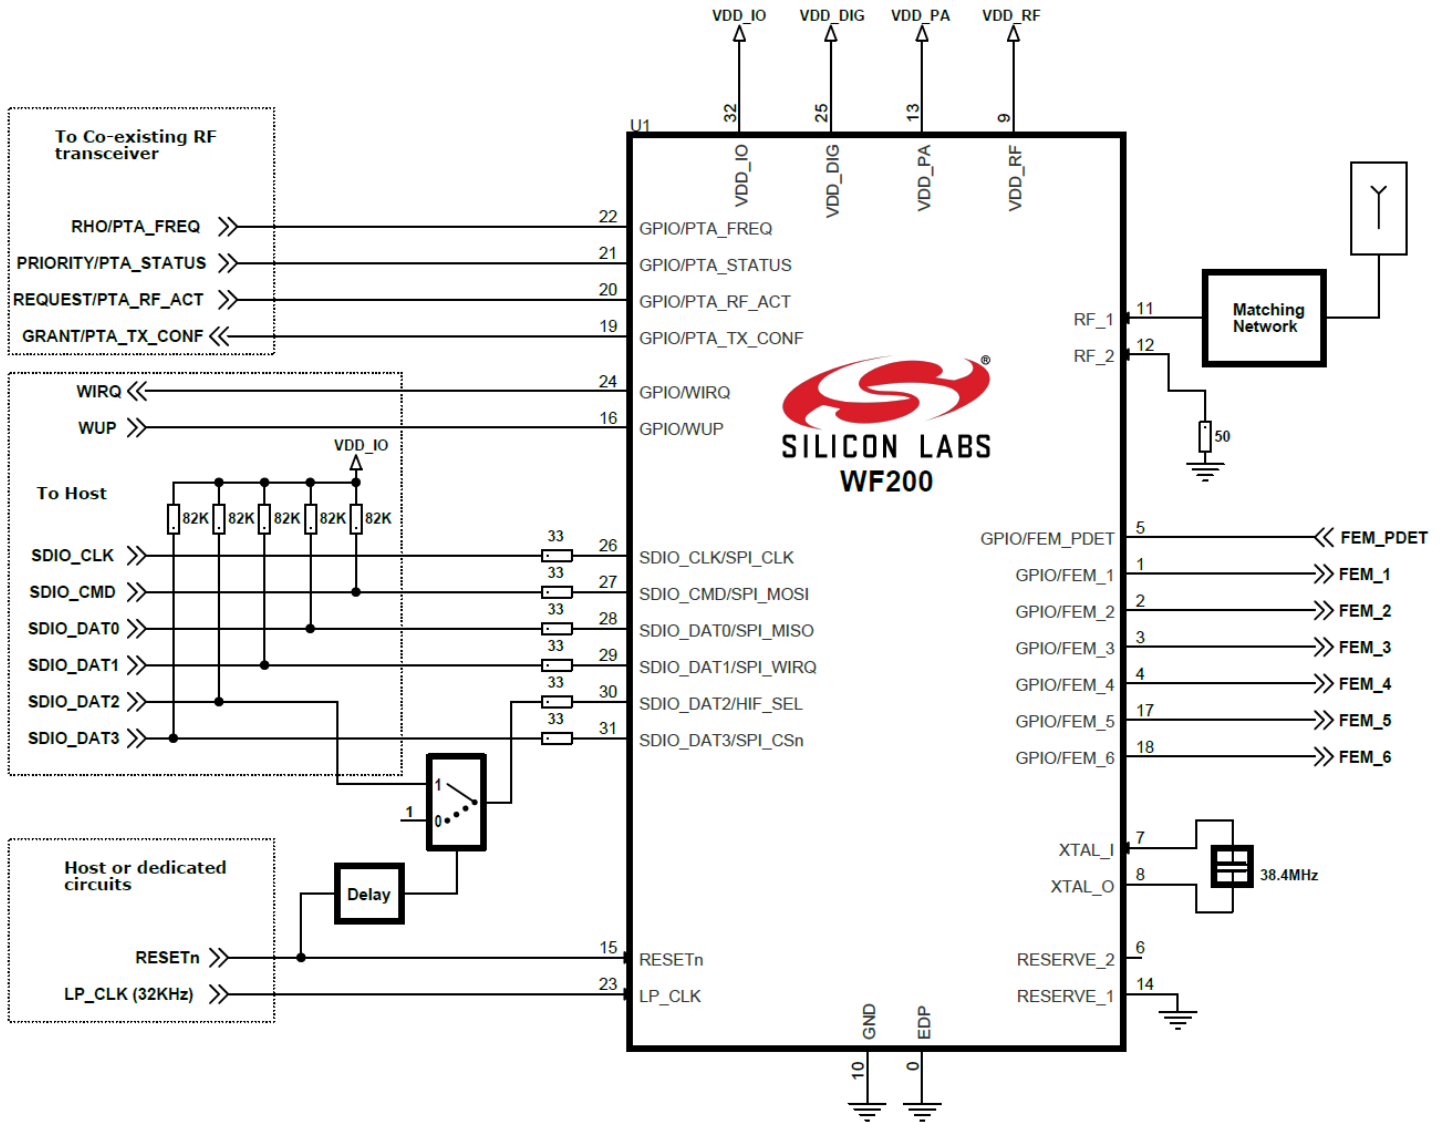 VDD_IO VDD_DIG VDD_PA VDD_RF
32 25 13 9
U1
VDD_IO VDD_DIG VDD_PA VDD_RF
To Co-existing RF
transceiver
RHO/PTA_FREQ 22 GPIO/PTA_FREQ
PRIORITY/PTA_STATUS 21 GPIO/PTA_STATUS
REQUEST/PTA_RF_ACT 20 GPIO/PTA_RF_ACT
GRANT/PTA_TX_CONF 19 GPIO/PTA_TX_CONF
RF_1 11
Matching
Network
RF_2 12
50
WIRQ 24 GPIO/WIRQ
WUP 16 GPIO/WUP
®
SILICON LABS
WF200
VDD_IO
To Host
82K 82K 82K 82K 82K
SDIO_CLK 33 26 SDIO_CLK/SPI_CLK
SDIO_CMD 33 27 SDIO_CMD/SPI_MOSI
SDIO_DAT0 33 28 SDIO_DAT0/SPI_MISO
SDIO_DAT1 33 29 SDIO_DAT1/SPI_WIRQ
SDIO_DAT2 33 30 SDIO_DAT2/HIF_SEL
SDIO_DAT3 33 31 SDIO_DAT3/SPI_CSn
GPIO/FEM_PDET 5 FEM_PDET
GPIO/FEM_1 1 FEM_1
GPIO/FEM_2 2 FEM_2
GPIO/FEM_3 3 FEM_3
GPIO/FEM_4 4 FEM_4
GPIO/FEM_5 17 FEM_5
GPIO/FEM_6 18 FEM_6
1
1 0
Host or dedicated
circuits
Delay
XTAL_I 7
XTAL_O 8
38.4MHz
RESETn 15 RESETn
LP_CLK (32KHz) 23 LP_CLK
RESERVE_2 6
RESERVE_1 14
GND EDP
10 0